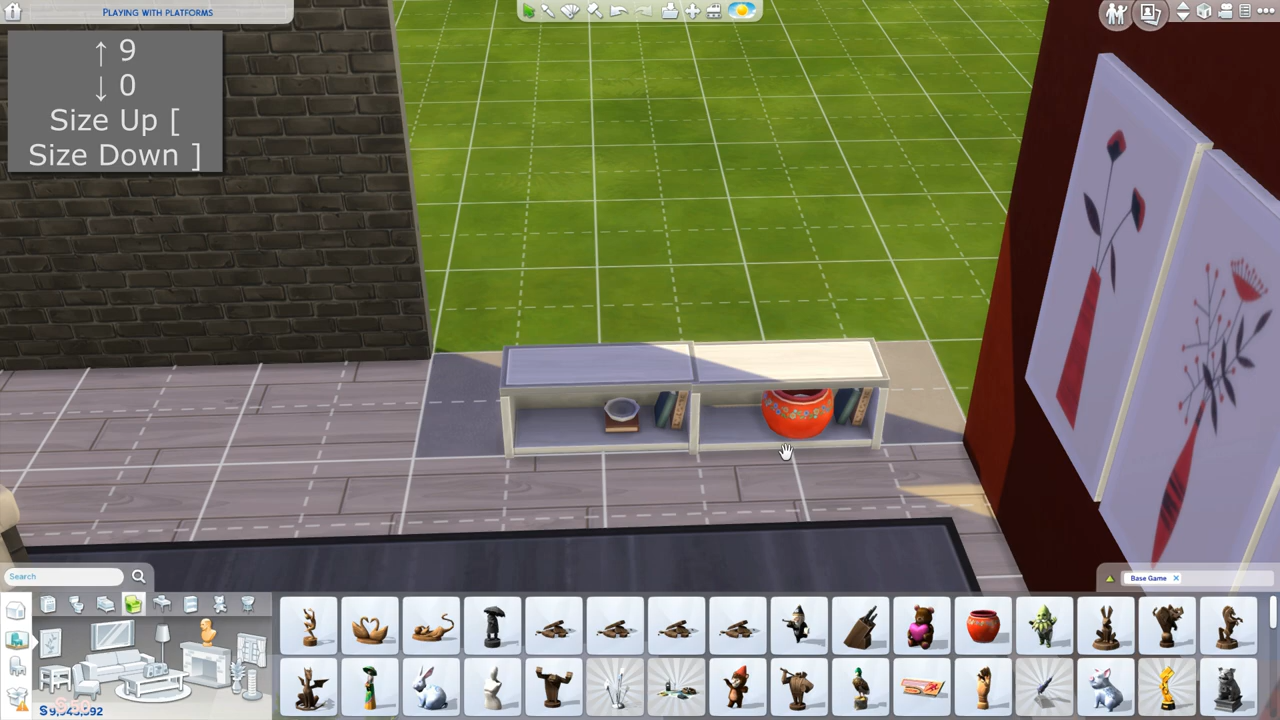 PLAYING WITH PLATFORMS
↑ 9
↓ 0
Size Up [
Size Down ]
Search
Base Game